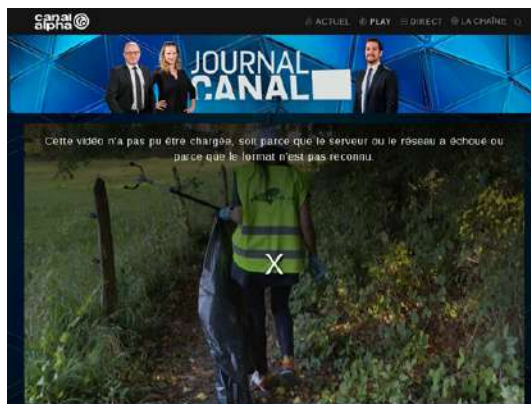 canal
alpha
ACTUEL PLAY DIRECT LA CHAÎNE
JOURNAL
CANAL
Cette vidéo n'a pas pu être chargée, soit parce que le serveur ou le réseau a échoué ou
parce que le format n'est pas reconnu.
X